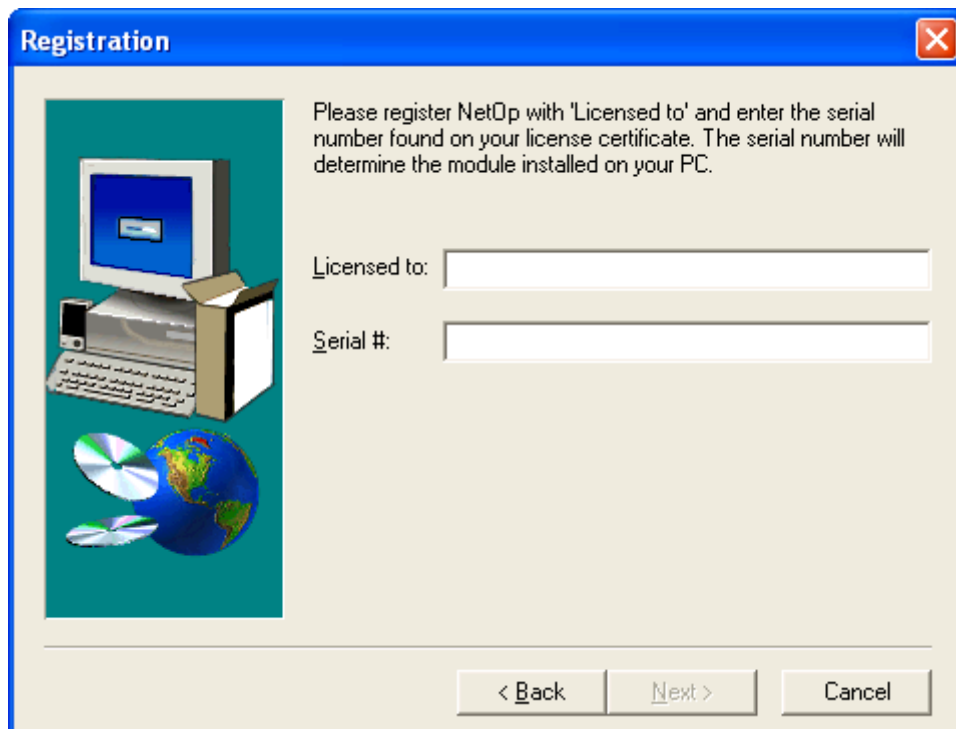 Registration
Please register NetOp with 'Licensed to' and enter the serial
number found on your license certificate. The serial number will
determine the module installed on your PC.
Licensed to:
Serial #:
< Back
Next >
Cancel